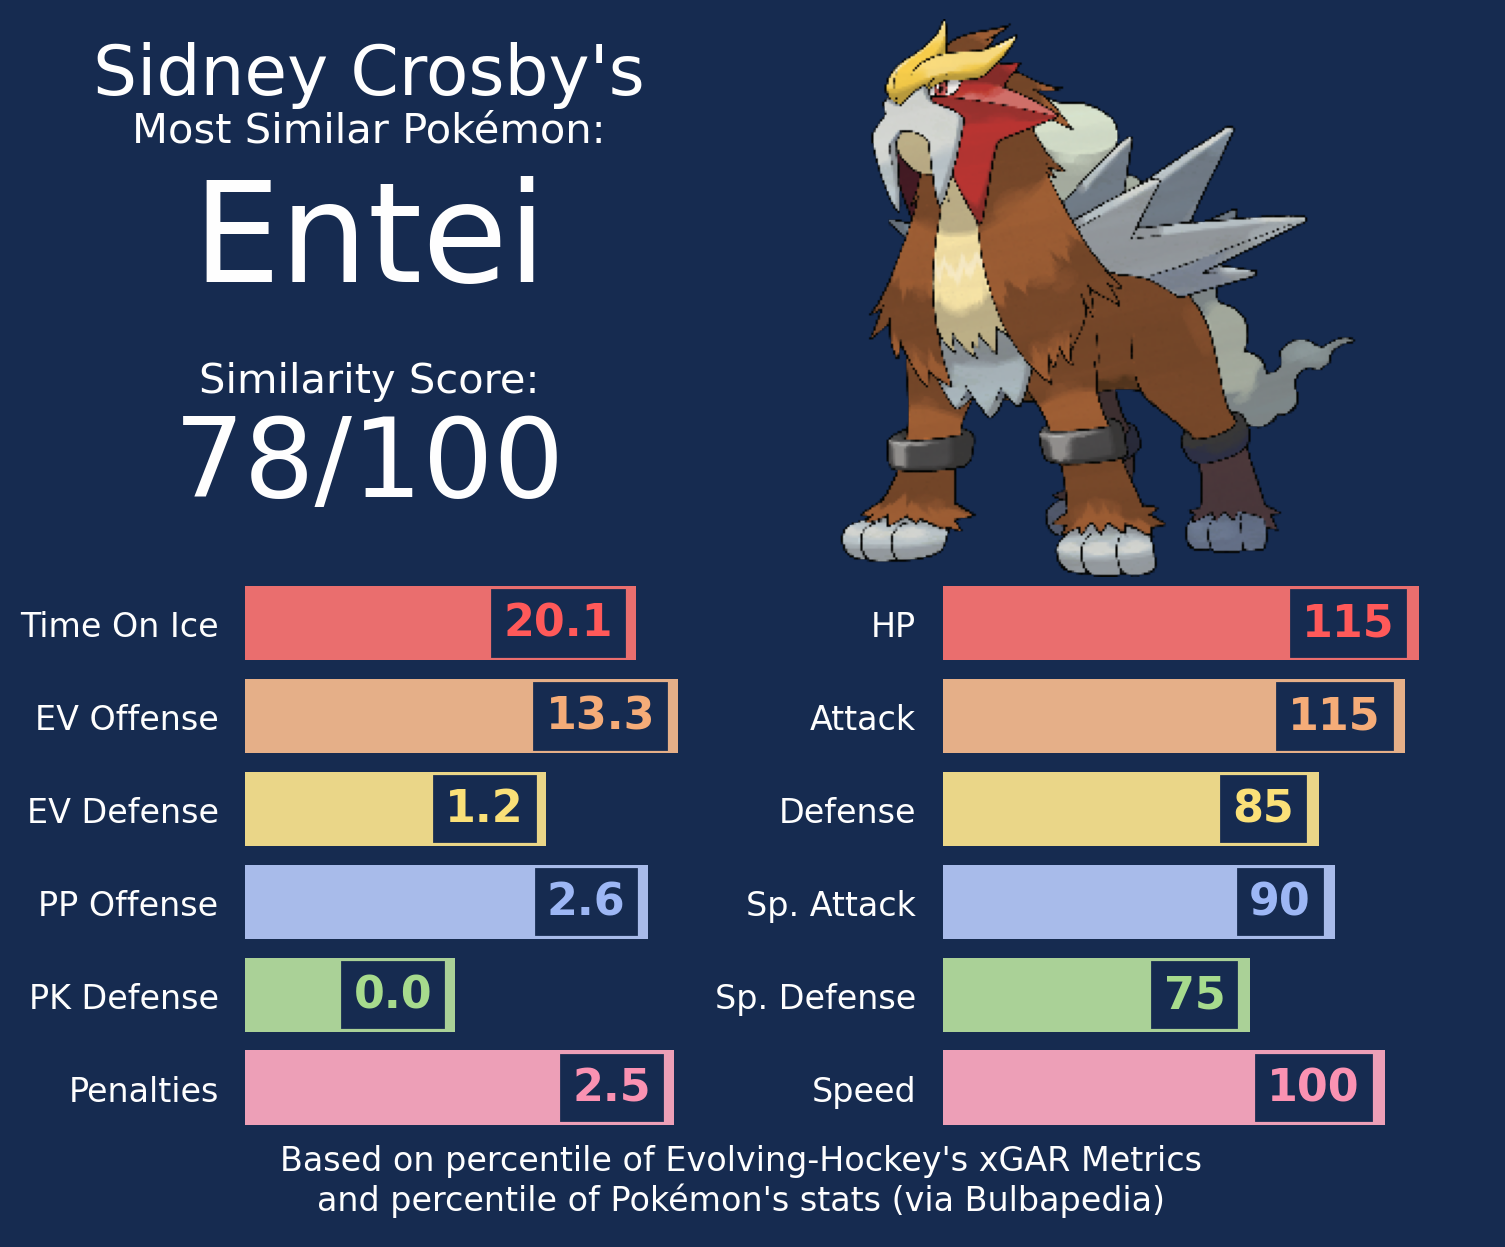 Sidney Crosby's
Most Similar Pokémon:
Entei
Similarity Score:
78/100
Time On Ice 20.1
EV Offense 13.3
EV Defense 1.2
PP Offense 2.6
PK Defense 0.0
Penalties 2.5
HP 115
Attack 115
Defense 85
Sp. Attack 90
Sp. Defense 75
Speed 100
Based on percentile of Evolving-Hockey's xGAR Metrics
and percentile of Pokémon's stats (via Bulbapedia)